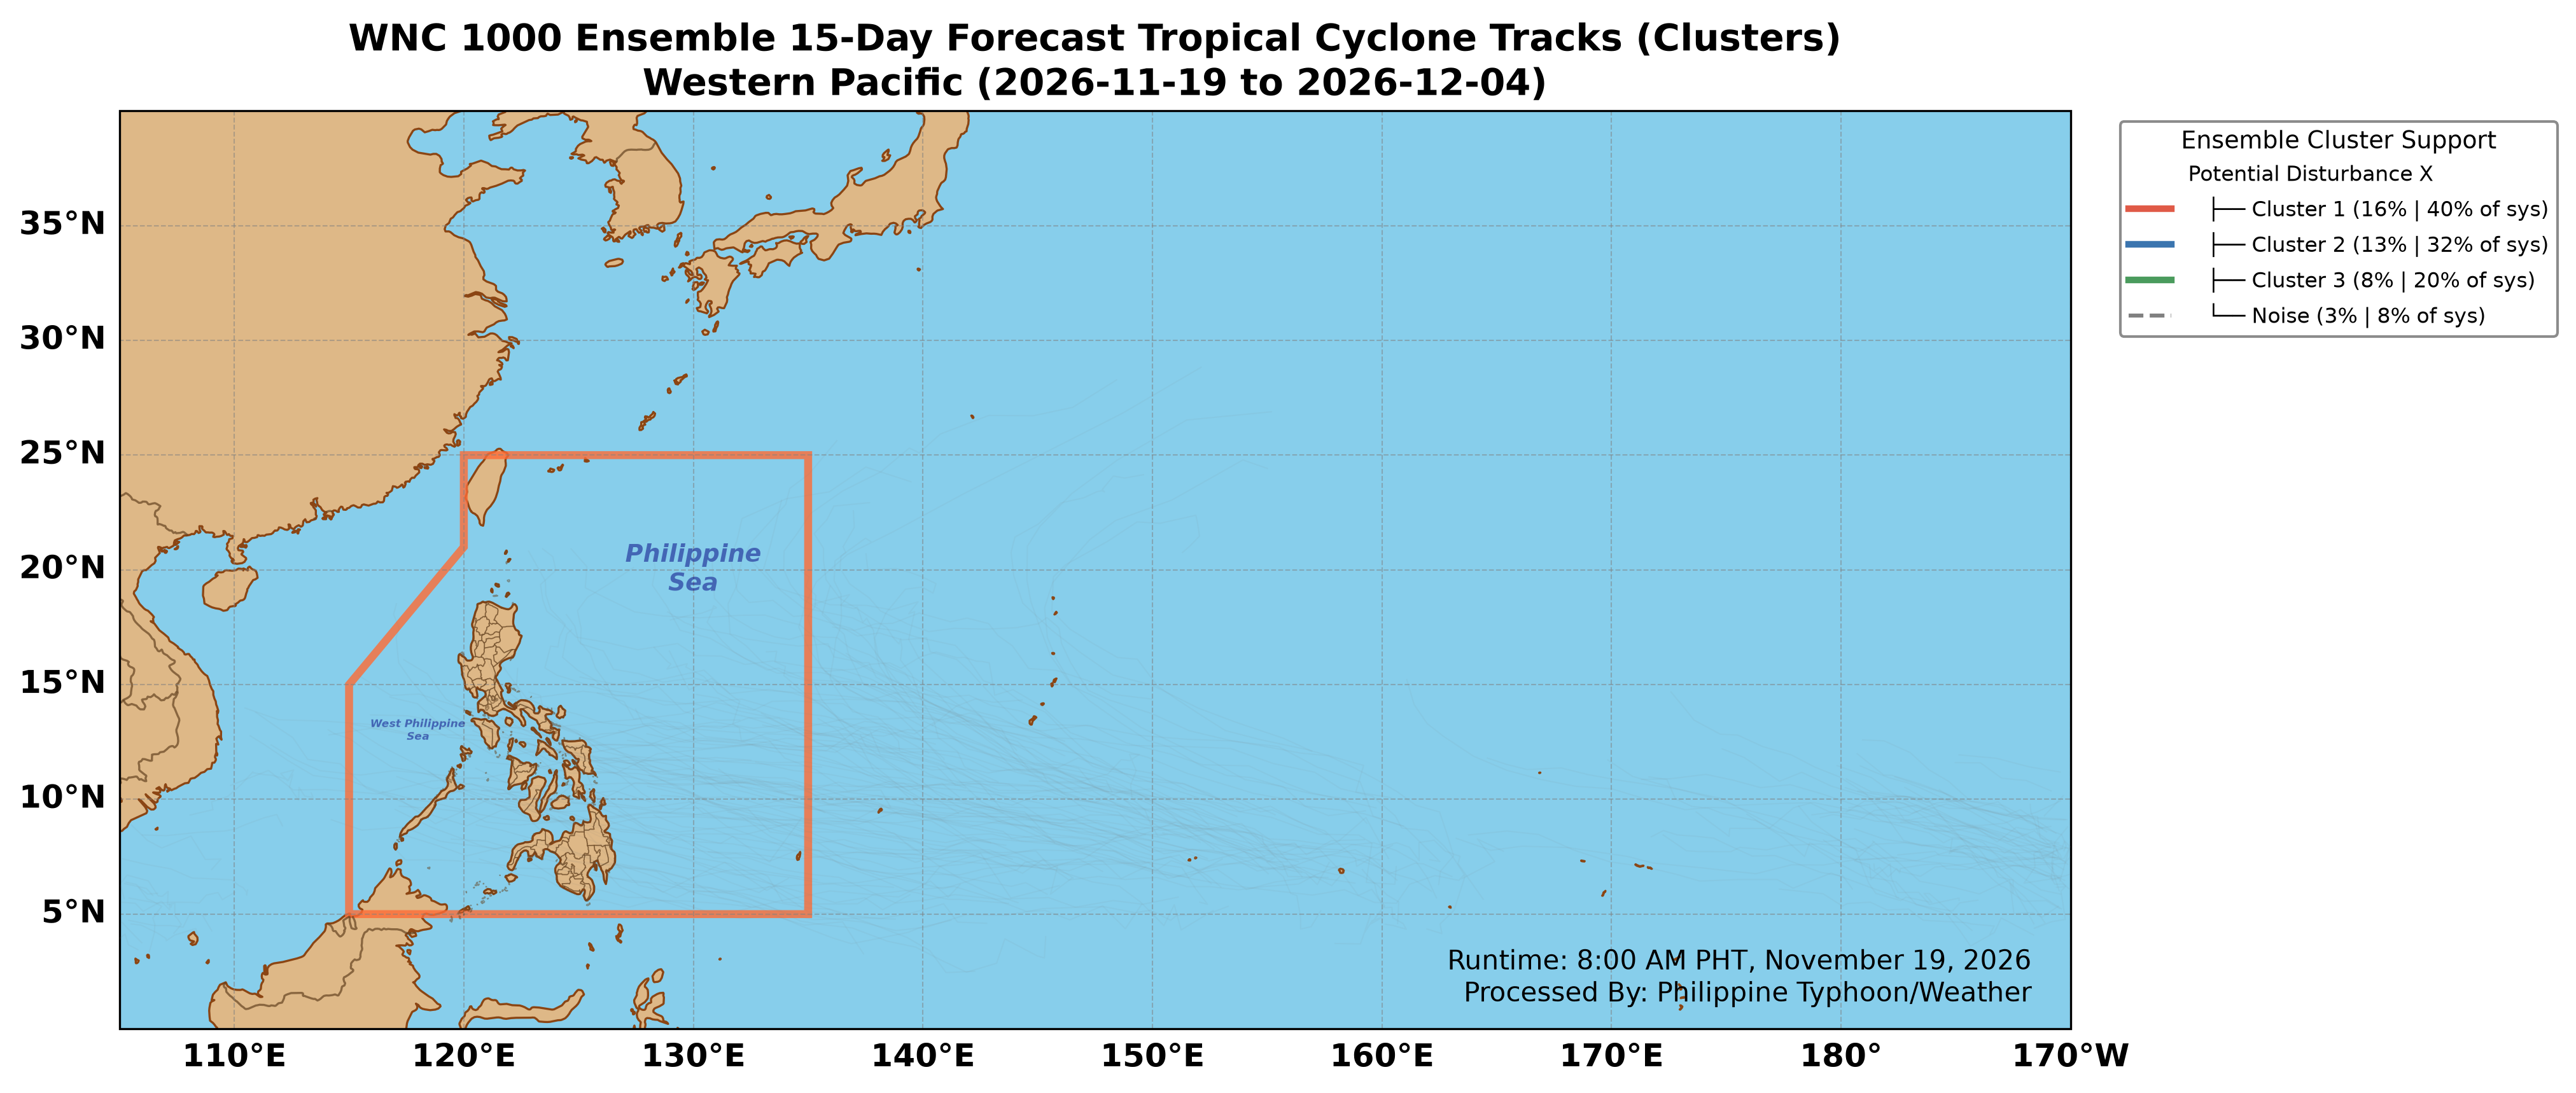 WNC 1000 Ensemble 15-Day Forecast Tropical Cyclone Tracks (Clusters)
Western Pacific (2026-11-19 to 2026-12-04)
Ensemble Cluster Support
Potential Disturbance X
├── Cluster 1 (16% | 40% of sys)
├── Cluster 2 (13% | 32% of sys)
├── Cluster 3 (8% | 20% of sys)
└── Noise (3% | 8% of sys)
35°N
30°N
25°N
20°N
15°N
10°N
5°N
Philippine
Sea
West Philippine
Sea
Runtime: 8:00 AM PHT, November 19, 2026
Processed By: Philippine Typhoon/Weather
110°E
120°E
130°E
140°E
150°E
160°E
170°E
180°
170°W